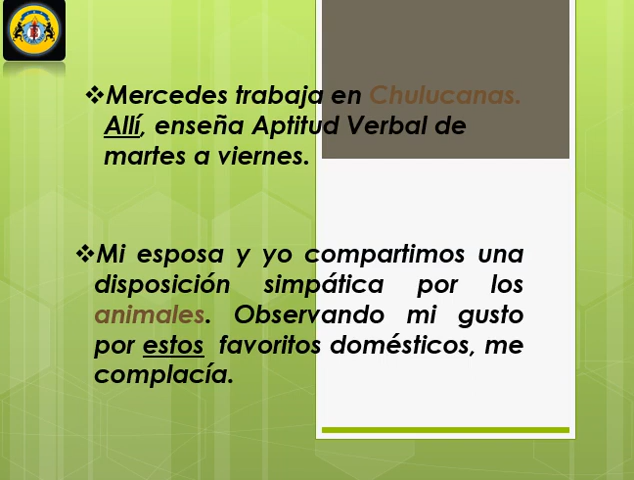 ❖Mercedes trabaja en Chulucanas.
Allí, enseña Aptitud Verbal de
martes a viernes.
❖Mi esposa y yo compartimos una
disposición simpática por los
animales. Observando mi gusto
por estos favoritos domésticos, me
complacía.